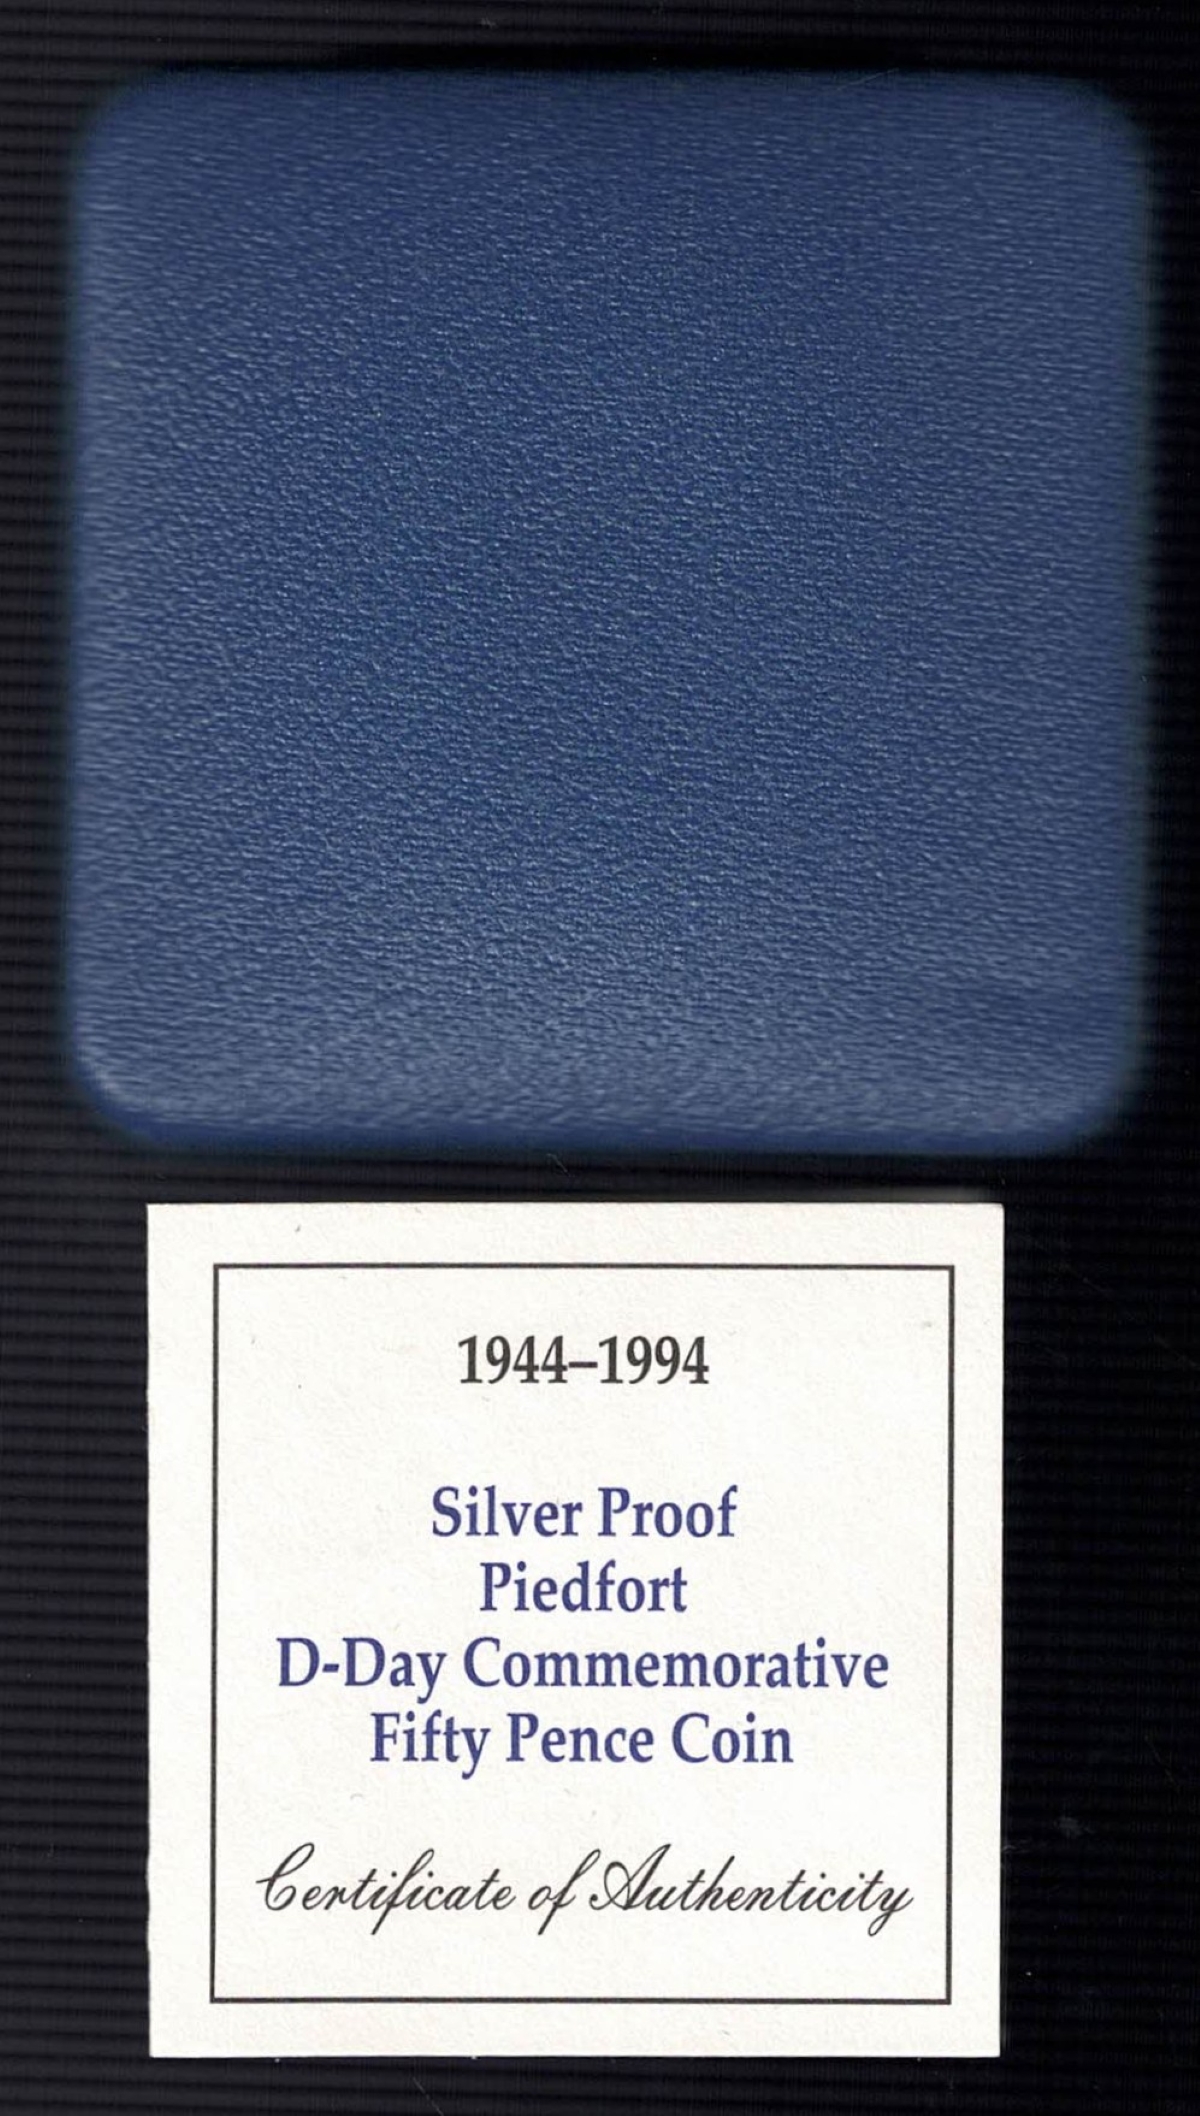 1944–1994
Silver Proof
Piedfort
D-Day Commemorative
Fifty Pence Coin
Certificate of Authenticity